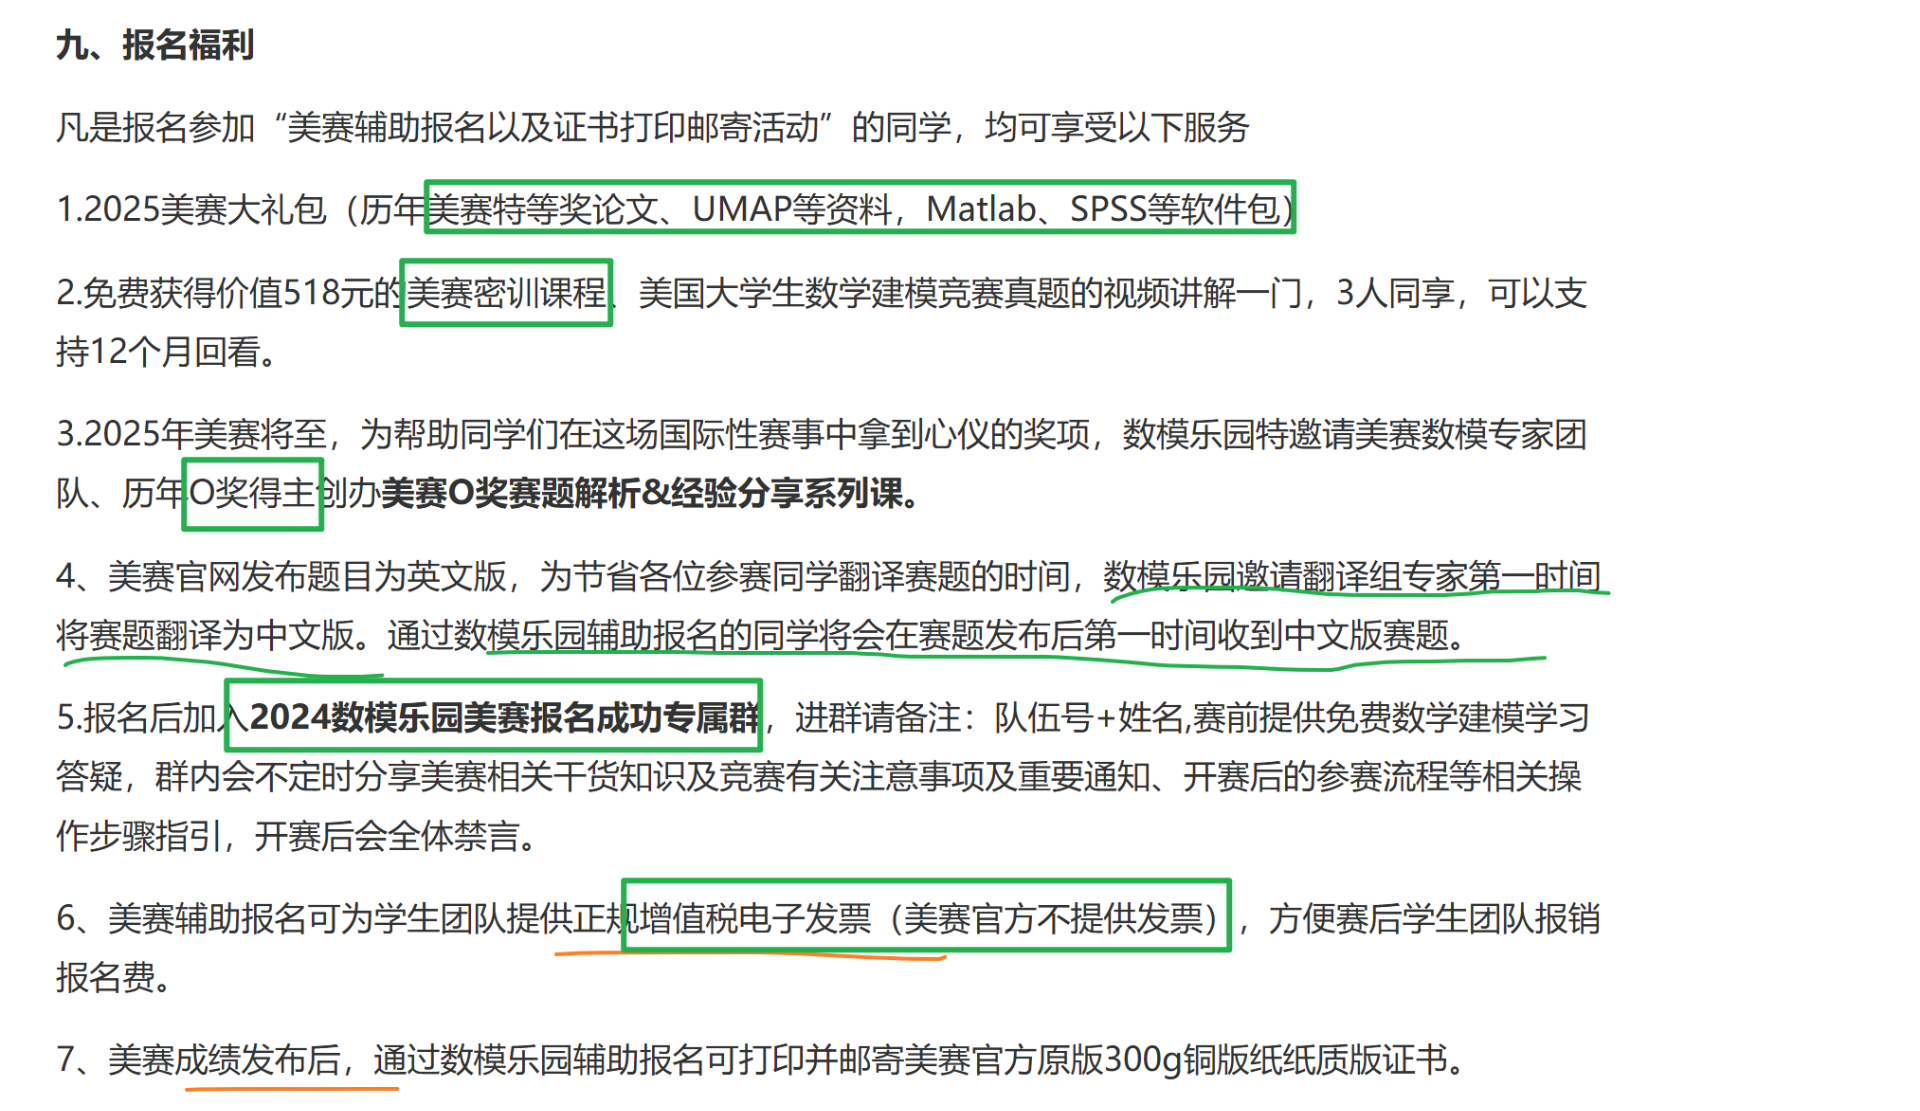 九、报名福利
凡是报名参加“美赛辅助报名以及证书打印邮寄活动”的同学，均可享受以下服务
1.2025美赛大礼包（历年美赛特等奖论文、UMAP等资料，Matlab、SPSS等软件包）
2.免费获得价值518元的美赛密训课程、美国大学生数学建模竞赛真题的视频讲解一门，3人同享，可以支
持12个月回看。
3.2025年美赛将至，为帮助同学们在这场国际性赛事中拿到心仪的奖项，数模乐园特邀请美赛数模专家团
队、历年O奖得主创办美赛O奖赛题解析&经验分享系列课。
4、美赛官网发布题目为英文版，为节省各位参赛同学翻译赛题的时间，数模乐园邀请翻译组专家第一时间
将赛题翻译为中文版。通过数模乐园辅助报名的同学将会在赛题发布后第一时间收到中文版赛题。
5.报名后加入2024数模乐园美赛报名成功专属群，进群请备注：队伍号+姓名,赛前提供免费数学建模学习
答疑，群内会不定时分享美赛相关干货知识及竞赛有关注意事项及重要通知、开赛后的参赛流程等相关操
作步骤指引，开赛后会全体禁言。
6、美赛辅助报名可为学生团队提供正规增值税电子发票（美赛官方不提供发票），方便赛后学生团队报销
报名费。
7、美赛成绩发布后，通过数模乐园辅助报名可打印并邮寄美赛官方原版300g铜版纸纸质版证书。